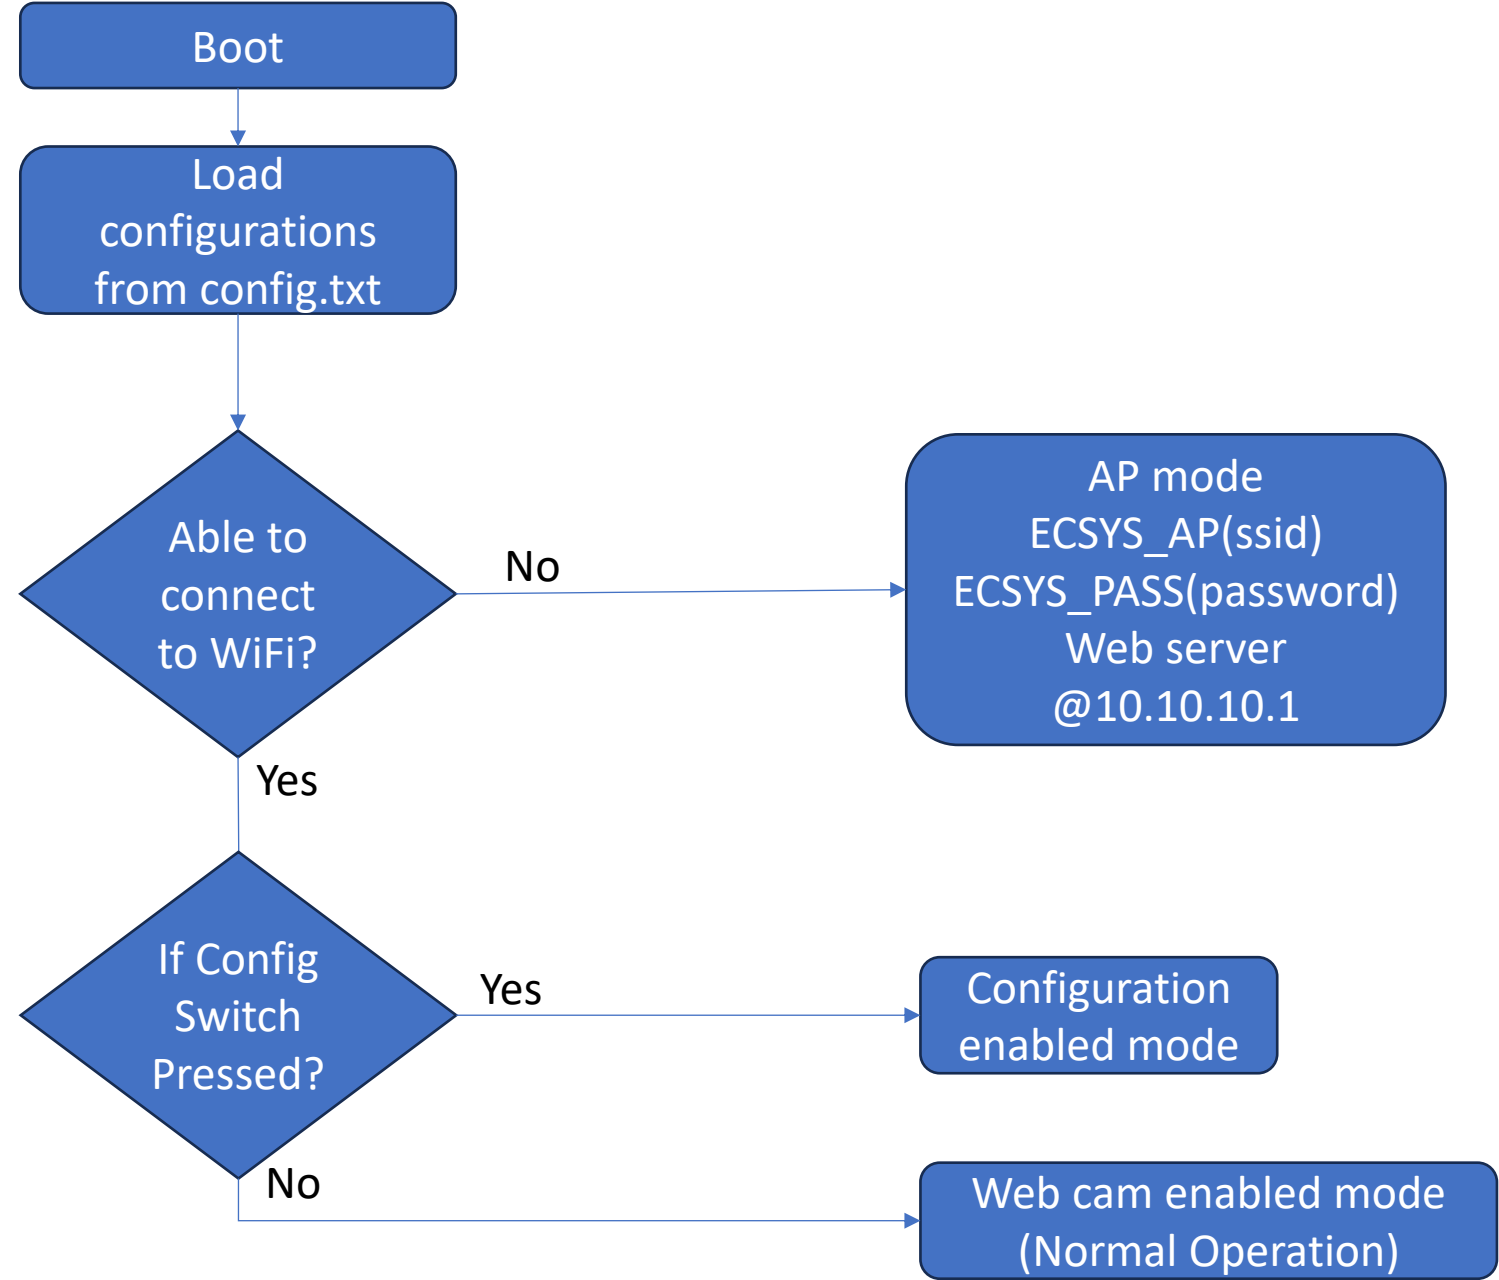 Boot
Load
configurations
from config.txt
Able to
connect
to WiFi?
No
AP mode
ECSYS_AP(ssid)
ECSYS_PASS(password)
Web server
@10.10.10.1
Yes
If Config
Switch
Pressed?
Yes
Configuration
enabled mode
No
Web cam enabled mode
(Normal Operation)